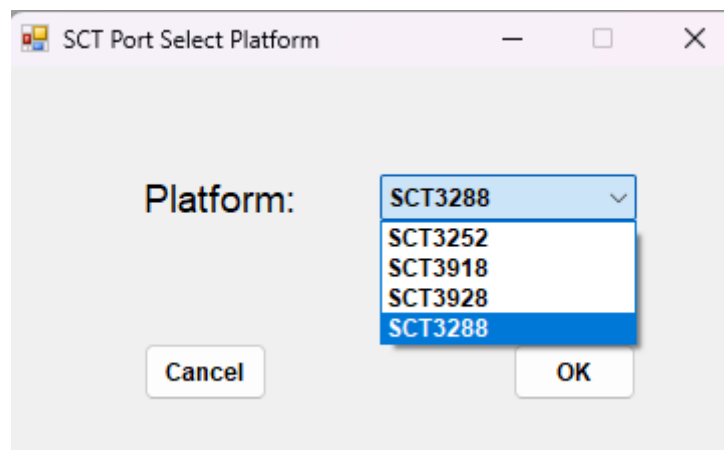 SCT Port Select Platform
Platform:
SCT3288
SCT3252
SCT3918
SCT3928
SCT3288
Cancel
OK